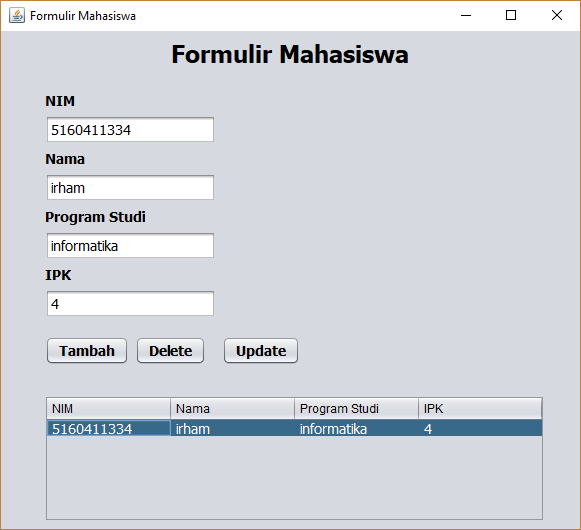 Formulir Mahasiswa
Formulir Mahasiswa
NIM
5160411334
Nama
irham
Program Studi
informatika
IPK
4
Tambah Delete Update
NIM Nama Program Studi IPK
5160411334 irham informatika 4